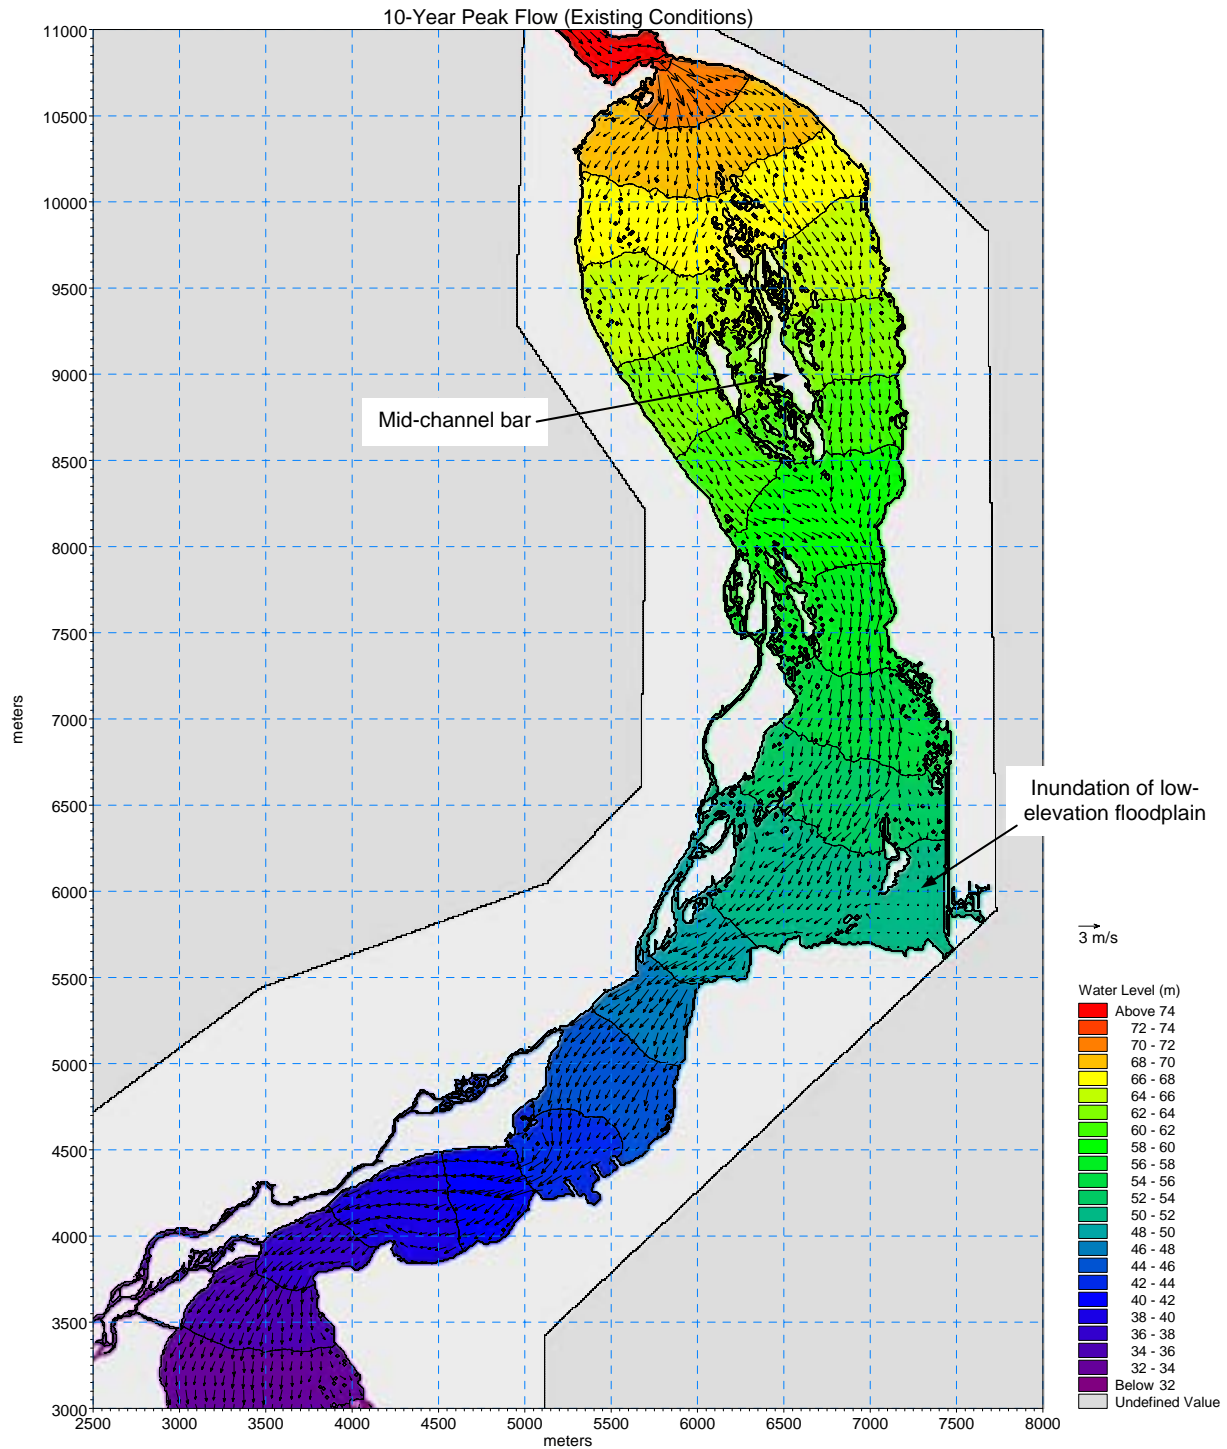 10-Year Peak Flow (Existing Conditions)
11000
10500
10000
9500
9000
8500
8000
7500
7000
6500
6000
5500
5000
4500
4000
3500
3000
meters
Mid-channel bar
Inundation of low-
elevation floodplain
3 m/s
Water Level (m)
Above 74
72 - 74
70 - 72
68 - 70
66 - 68
64 - 66
62 - 64
60 - 62
58 - 60
56 - 58
54 - 56
52 - 54
50 - 52
48 - 50
46 - 48
44 - 46
42 - 44
40 - 42
38 - 40
36 - 38
34 - 36
32 - 34
Below 32
Undefined Value
2500 3000 3500 4000 4500 5000 5500 6000 6500 7000 7500 8000
meters